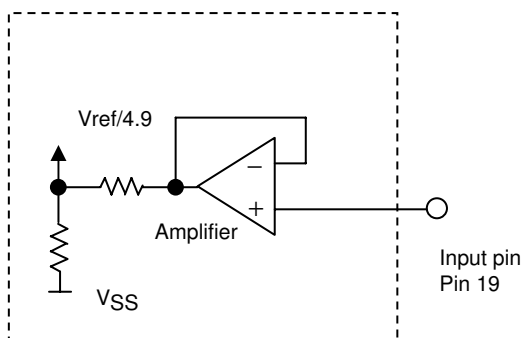 Vref/4.9
−
+
Amplifier
Input pin
Pin 19
VSS